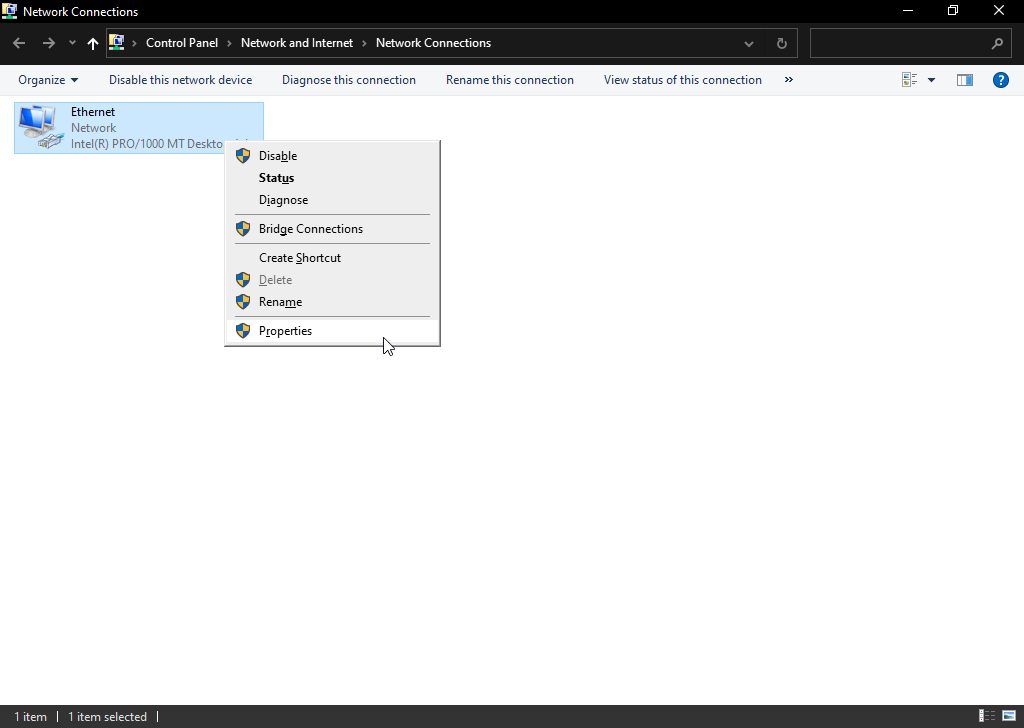 Network Connections
Control Panel > Network and Internet > Network Connections
Organize Disable this network device Diagnose this connection Rename this connection View status of this connection »
Ethernet
Network
Intel(R) PRO/1000 MT Deskto
Disable
Status
Diagnose
Bridge Connections
Create Shortcut
Delete
Rename
Properties
1 item 1 item selected